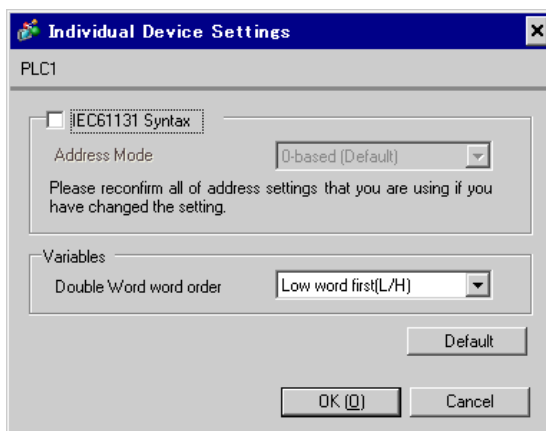 Individual Device Settings
PLC1
IEC61131 Syntax
Address Mode
0-based (Default)
Please reconfirm all of address settings that you are using if you
have changed the setting.
Variables
Double Word word order
Low word first(L/H)
Default
OK (O)
Cancel